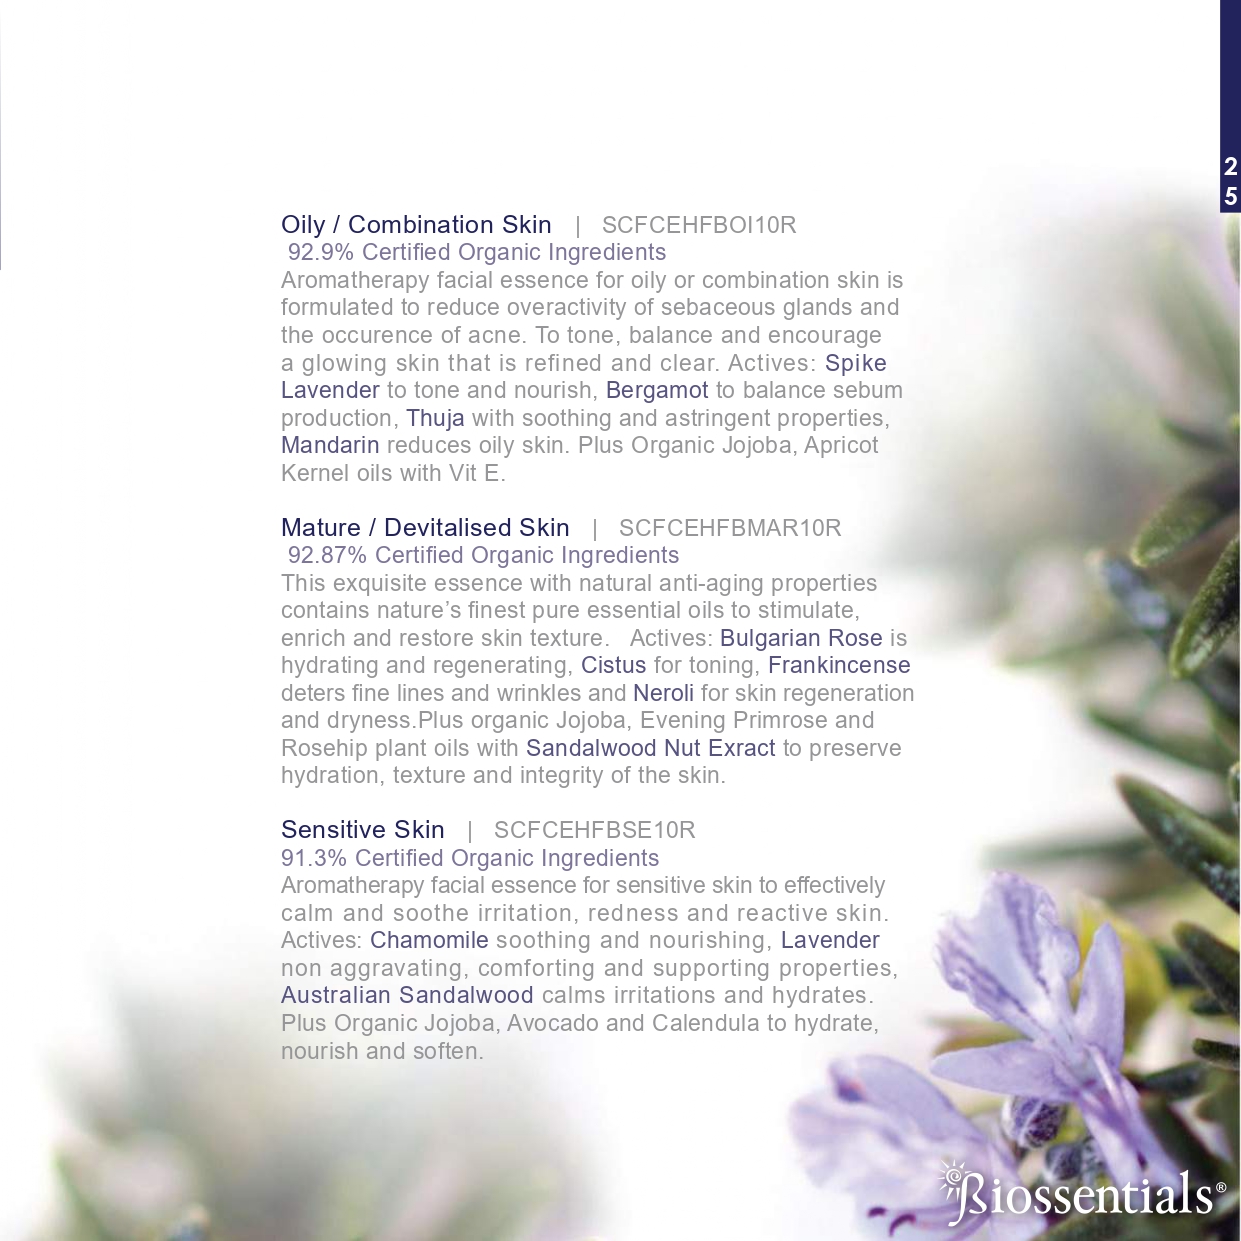 2
5
Oily / Combination Skin | SCFCEHFBOI10R
92.9% Certified Organic Ingredients
Aromatherapy facial essence for oily or combination skin is
formulated to reduce overactivity of sebaceous glands and
the occurence of acne. To tone, balance and encourage
a glowing skin that is refined and clear. Actives: Spike
Lavender to tone and nourish, Bergamot to balance sebum
production, Thuja with soothing and astringent properties,
Mandarin reduces oily skin. Plus Organic Jojoba, Apricot
Kernel oils with Vit E.
Mature / Devitalised Skin | SCFCEHFBMAR10R
92.87% Certified Organic Ingredients
This exquisite essence with natural anti-aging properties
contains nature’s finest pure essential oils to stimulate,
enrich and restore skin texture. Actives: Bulgarian Rose is
hydrating and regenerating, Cistus for toning, Frankincense
deters fine lines and wrinkles and Neroli for skin regeneration
and dryness.Plus organic Jojoba, Evening Primrose and
Rosehip plant oils with Sandalwood Nut Exract to preserve
hydration, texture and integrity of the skin.
Sensitive Skin | SCFCEHFBSE10R
91.3% Certified Organic Ingredients
Aromatherapy facial essence for sensitive skin to effectively
calm and soothe irritation, redness and reactive skin.
Actives: Chamomile soothing and nourishing, Lavender
non aggravating, comforting and supporting properties,
Australian Sandalwood calms irritations and hydrates.
Plus Organic Jojoba, Avocado and Calendula to hydrate,
nourish and soften.
Biossentials®